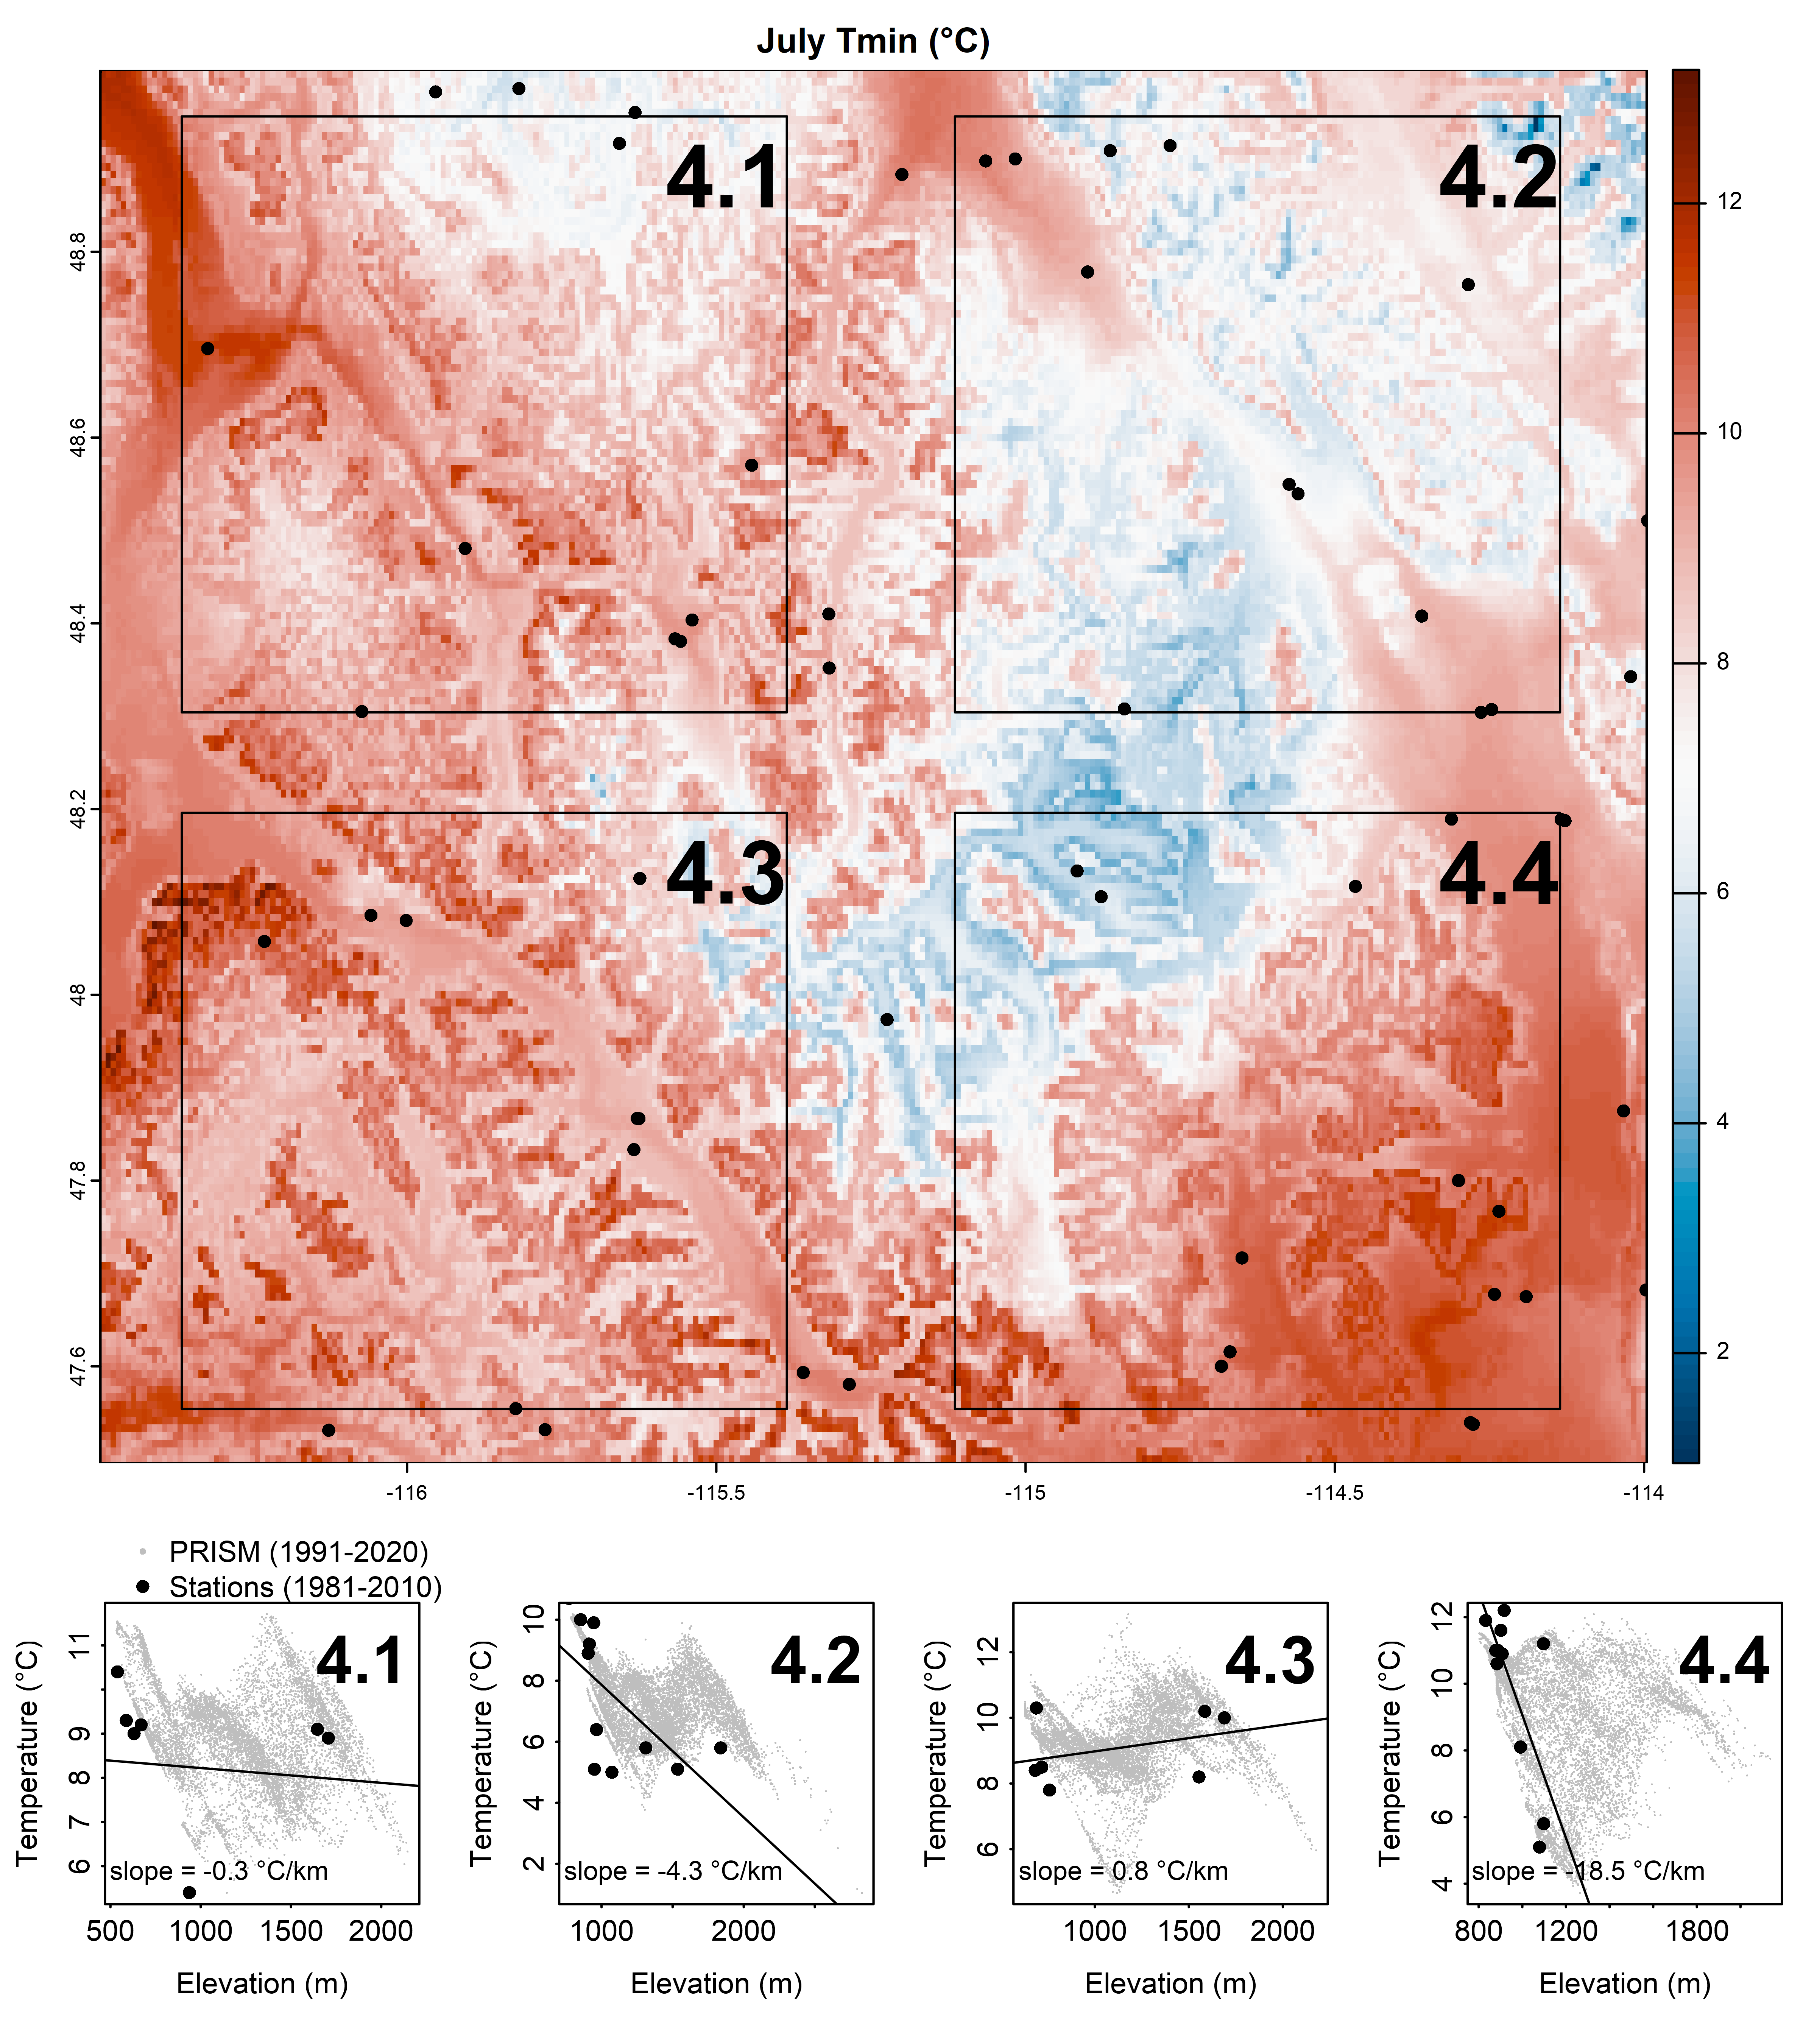 July Tmin (°C)
4.1
4.2
4.3
4.4
48.8
48.6
48.4
48.2
48
47.8
47.6
-116
-115.5
-115
-114.5
-114
12
10
8
6
4
2
PRISM (1991-2020)
Stations (1981-2010)
Temperature (°C)
11
9
8
7
6
4.1
slope = -0.3 °C/km
500 1000 1500 2000
Elevation (m)
Temperature (°C)
10
8
6
4
2
4.2
slope = -4.3 °C/km
1000 2000
Elevation (m)
Temperature (°C)
12
10
8
6
4.3
slope = 0.8 °C/km
1000 1500 2000
Elevation (m)
Temperature (°C)
12
10
8
6
4
4.4
slope = -18.5 °C/km
800 1200 1800
Elevation (m)